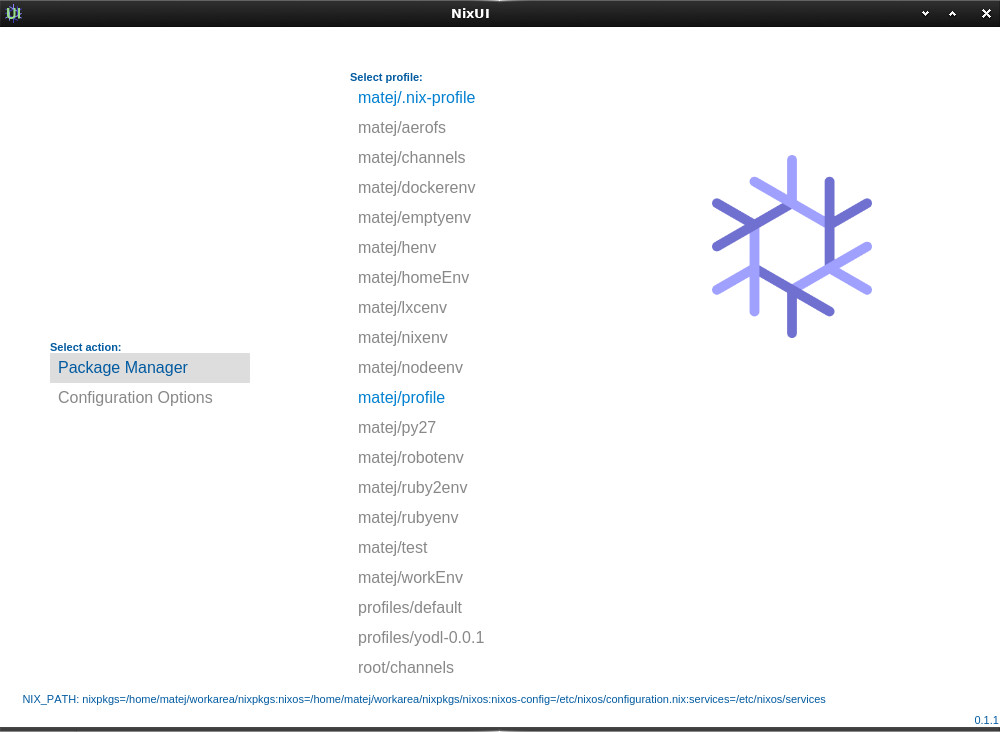 UI
NixUI
Select profile:
matej/.nix-profile
matej/aerofs
matej/channels
matej/dockerenv
matej/emptyenv
matej/henv
matej/homeEnv
matej/lxcenv
matej/nixenv
matej/nodeenv
matej/profile
matej/py27
matej/robotenv
matej/ruby2env
matej/rubyenv
matej/test
matej/workEnv
profiles/default
profiles/yodl-0.0.1
root/channels
Select action:
Package Manager
Configuration Options
NIX_PATH: nixpkgs=/home/matej/workarea/nixpkgs:nixos=/home/matej/workarea/nixpkgs/nixos:nixos-config=/etc/nixos/configuration.nix:services=/etc/nixos/services
0.1.1